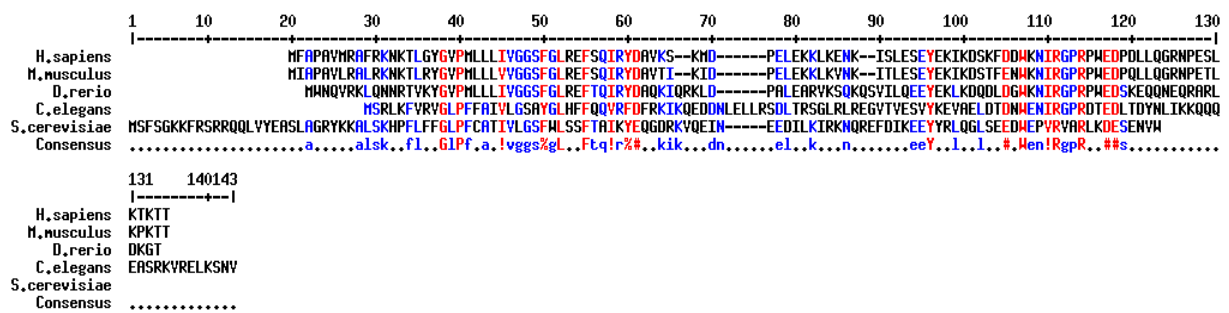 1        10        20        30        40        50        60        70        80        90        100       110       120       130
|--------+---------+---------+---------+---------+---------+---------+---------+---------+---------+---------+---------+---------|
H.sapiens MFAPAVMRAFRKNKTLGYGVPMLLLIVGGSFGLREFSQIRYDAVKS--KMD------PELEKKLKENK--ISLESEYEKIKDSKFDDWKNIRGPRPWEDPDLLQGRNPESL
M.musculus MIAPAVLRALRKNKTLRYGVPMLLLVVGGSFGLREFSQIRYDAVTI--KID------PELEKKLKVNK--ITLESEYEKIKDSTFENWKNIRGPRPWEDPQLLQGRNPETL
D.rerio MWNQVRKLQNNRTVKYGVPMLLLIVGGSFGLREFTQIRYDAQKIQRKLD------PALEARVKSQKQSVILQEEYEKLKDQDLDGWKNIRGPRPWEDSKEQQNEQRARL
C.elegans MSRLKFVRVGLPFFAIVLGSAYGLHFFQQVRFDFRKIKQEDDNLELLRSDLTRSGLRLREGVTVESVYKEVAELDTDNWENIRGPRDTEDLTDYNLIKKQQQ
S.cerevisiae MSFSGKKFRSRRQQLVYEASLAGRYKKALSKHPFLFFGLPFCATIVLGSFWLSSFTAIKYEQGDRKVQEIN------EEDILKIRKNQREFDIKEEYYRLQGLSEEDWEPVRVARLKDESENVW
Consensus .....................a.....alsk..fl..GlPf.a.!vggs%gL..Ftq!r%#..kik..dn......el..k...n.......eeY..l..l..#.Wen!RgpR..##s...........
131     140143
|--------+--|
H.sapiens KTKTT
M.musculus KPKTT
D.rerio DKGT
C.elegans EASRKVRELKSNV
S.cerevisiae
Consensus .............